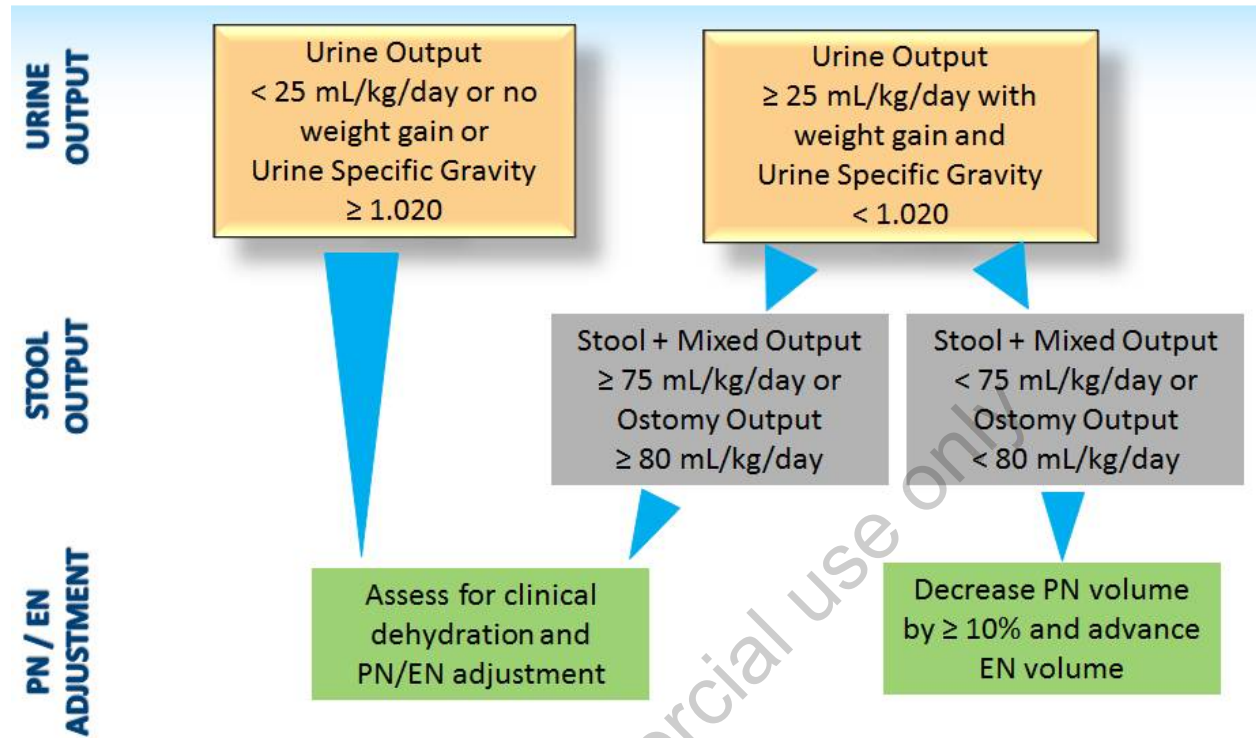 URINE
OUTPUT
Urine Output
< 25 mL/kg/day or no
weight gain or
Urine Specific Gravity
≥ 1.020
Urine Output
≥ 25 mL/kg/day with
weight gain and
Urine Specific Gravity
< 1.020
STOOL
OUTPUT
Stool + Mixed Output
≥ 75 mL/kg/day or
Ostomy Output
≥ 80 mL/kg/day
Stool + Mixed Output
< 75 mL/kg/day or
Ostomy Output
< 80 mL/kg/day
PN / EN
ADJUSTMENT
Assess for clinical
dehydration and
PN/EN adjustment
Decrease PN volume
by ≥ 10% and advance
EN volume
ercial use only